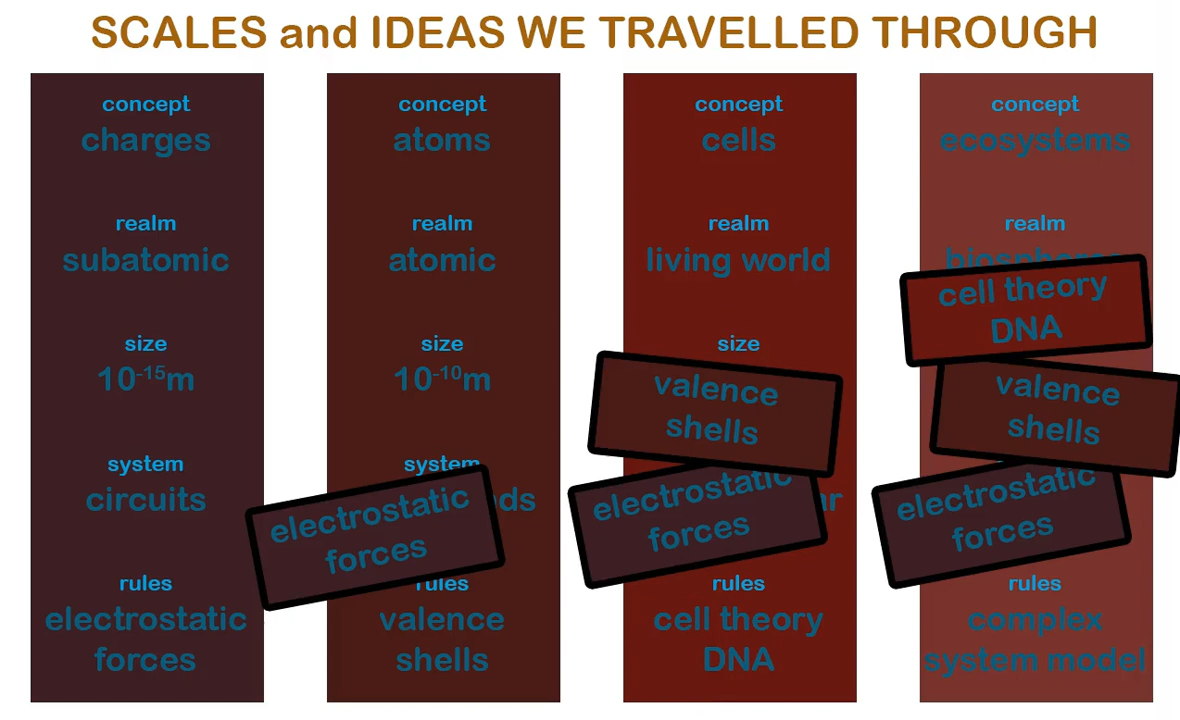 SCALES and IDEAS WE TRAVELLED THROUGH
concept
charges
realm
subatomic
size
10⁻¹⁵m
system
circuits
rules
electrostatic
forces
concept
atoms
realm
atomic
size
10⁻¹⁰m
system
electrostatic
forces
rules
valence
shells
concept
cells
realm
living world
size
valence
shells
electrostatic
forces
rules
cell theory
DNA
concept
ecosystems
realm
biosphere
cell theory
DNA
valence
shells
electrostatic
forces
rules
complex
system model